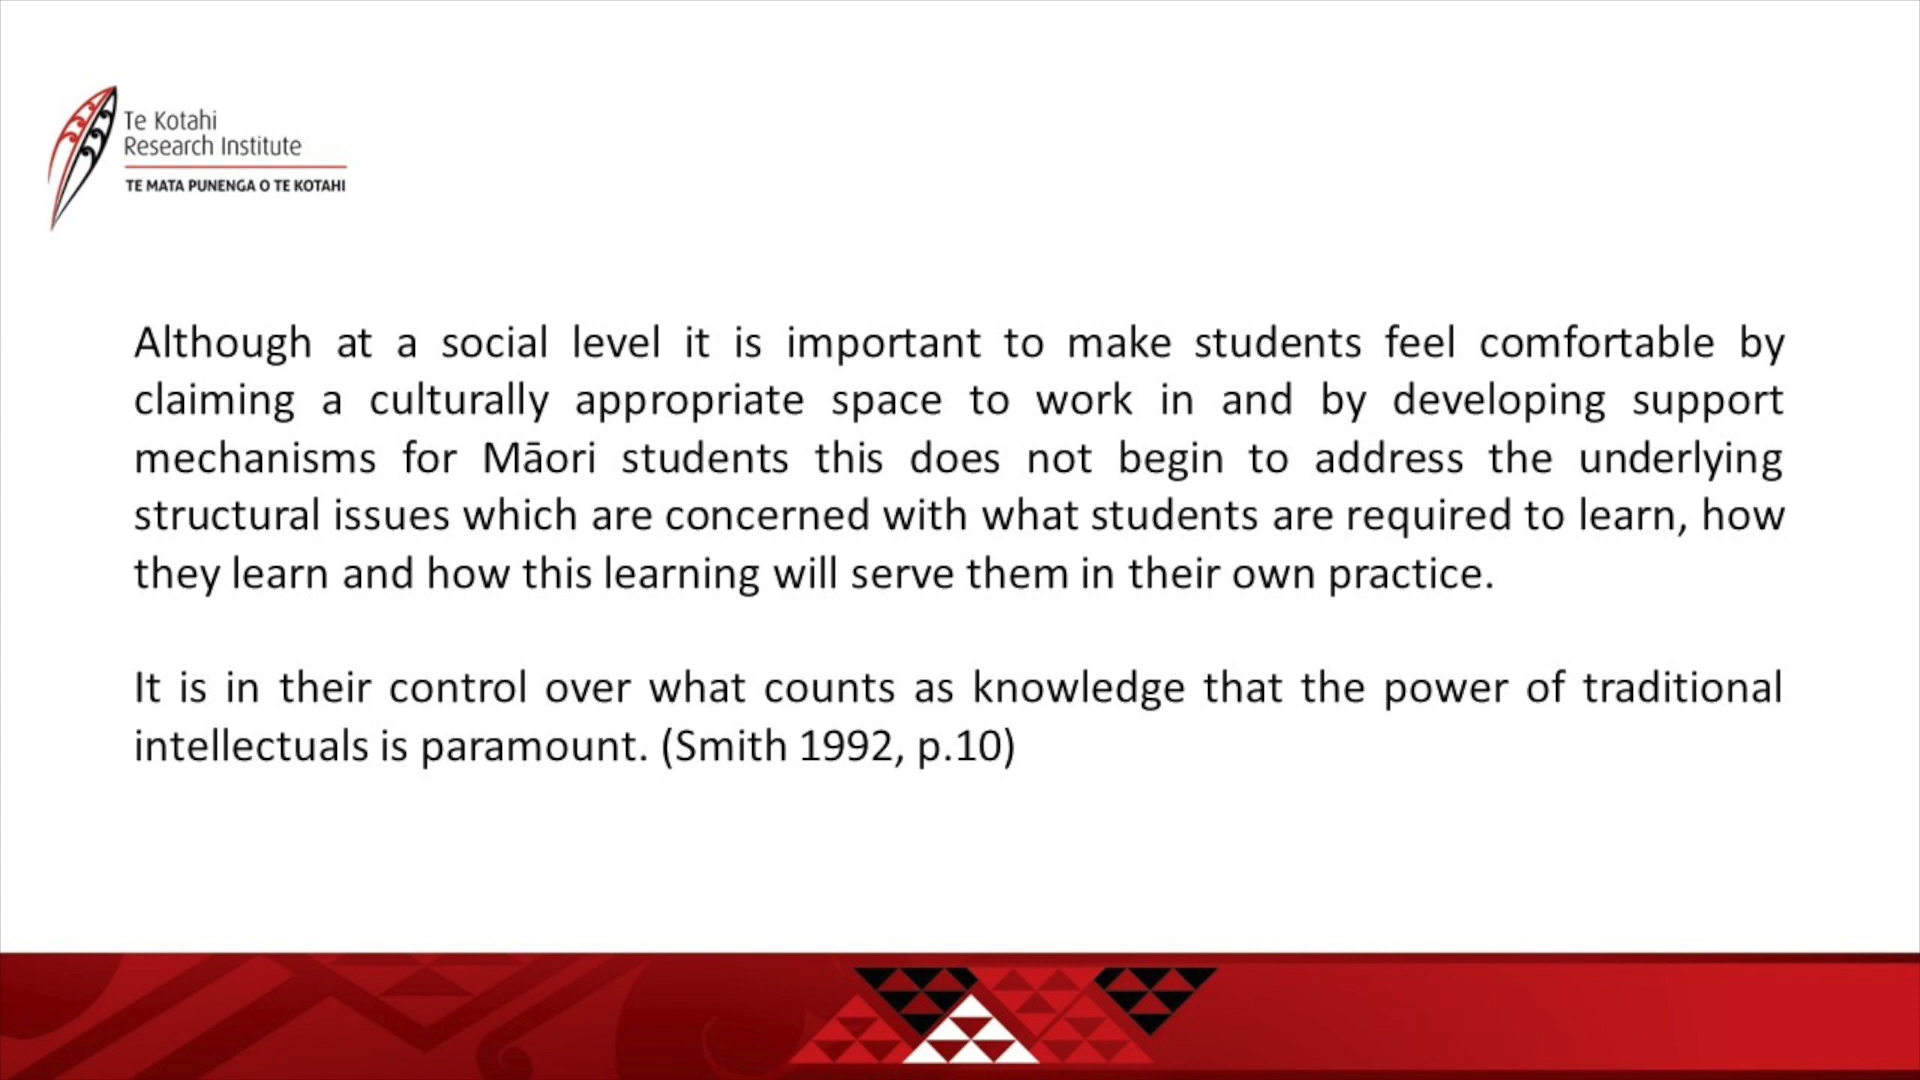 Te Kotahi
Research Institute
TE MATA PUNENGA O TE KOTAHI
Although at a social level it is important to make students feel comfortable by
claiming a culturally appropriate space to work in and by developing support
mechanisms for Māori students this does not begin to address the underlying
structural issues which are concerned with what students are required to learn, how
they learn and how this learning will serve them in their own practice.
It is in their control over what counts as knowledge that the power of traditional
intellectuals is paramount. (Smith 1992, p.10)